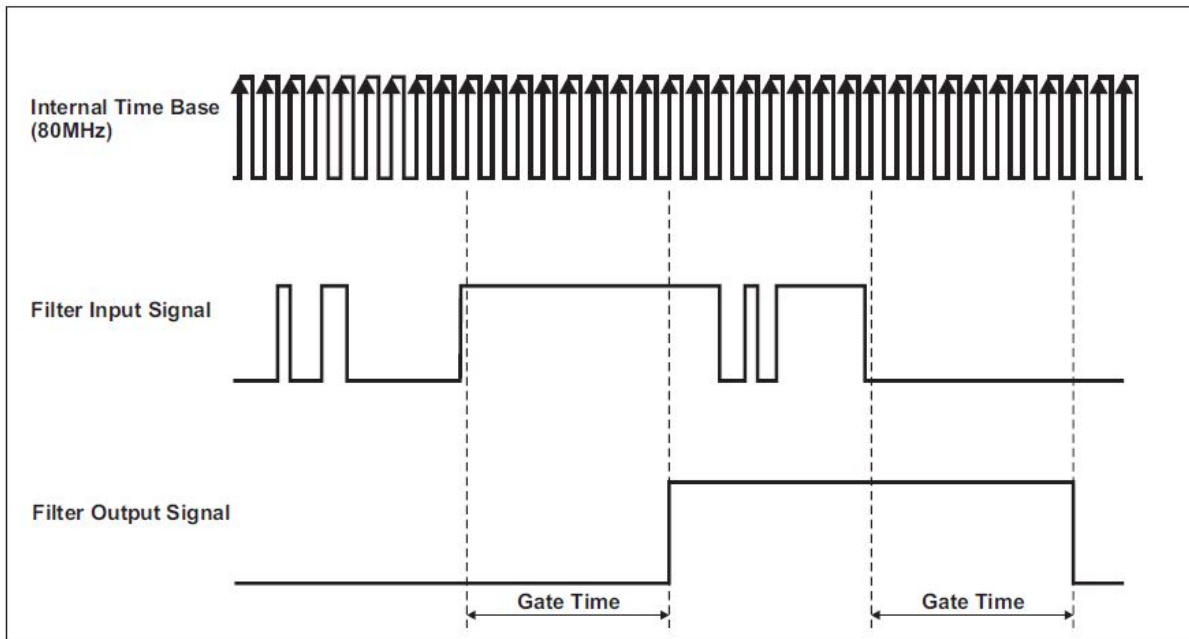 Internal Time Base
(80MHz)
Filter Input Signal
Filter Output Signal
Gate Time
Gate Time